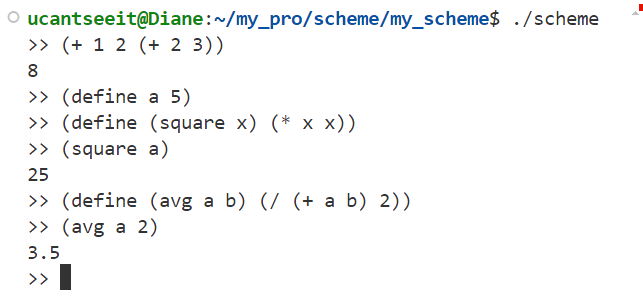 ucantseeit@Diane:~/my_pro/scheme/my_scheme$ ./scheme
>> (+ 1 2 (+ 2 3))
8
>> (define a 5)
>> (define (square x) (* x x))
>> (square a)
25
>> (define (avg a b) (/ (+ a b) 2))
>> (avg a 2)
3.5
>>